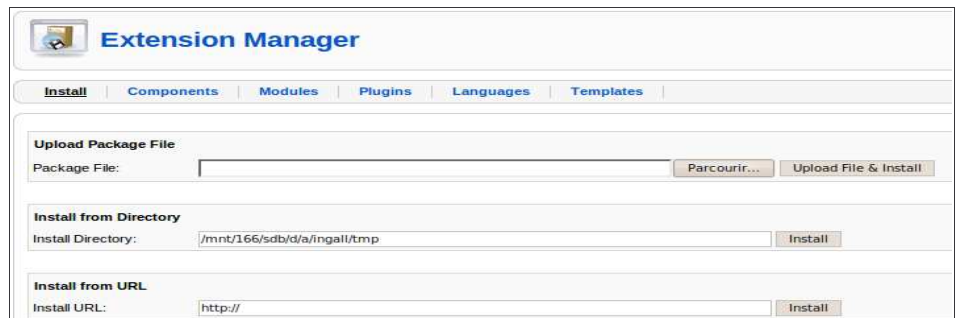 Extension Manager
Install Components Modules Plugins Languages Templates
Upload Package File
Package File: Parcourir... Upload File & Install
Install from Directory
Install Directory: /mnt/166/sdb/d/a/ingall/tmp Install
Install from URL
Install URL: http:// Install